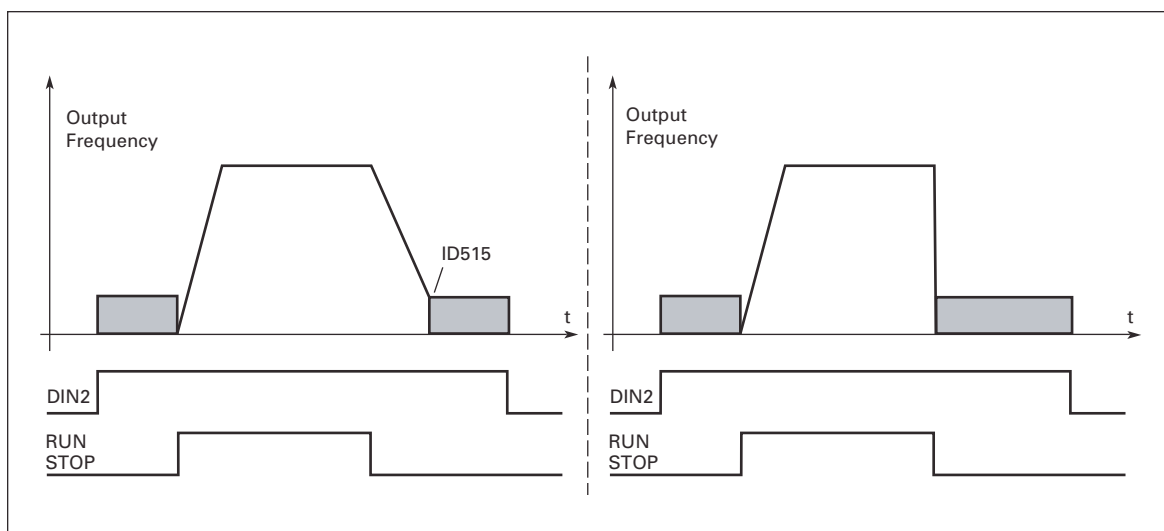 Output
Frequency
ID515
t
DIN2
RUN
STOP
Output
Frequency
t
DIN2
RUN
STOP